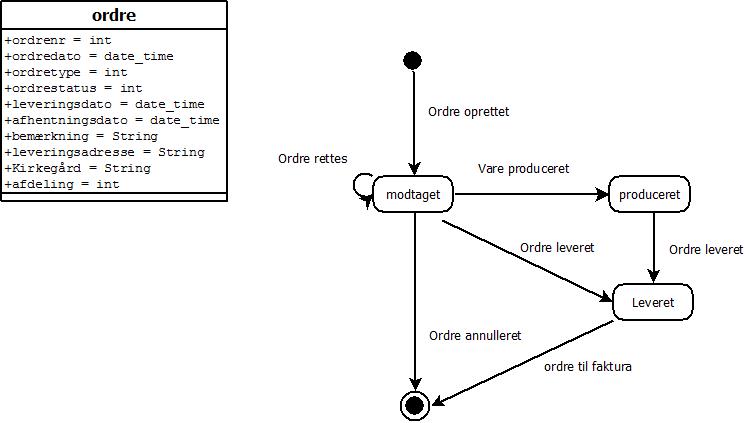 ordre
+ordrenr = int
+ordredato = date_time
+ordretype = int
+ordrestatus = int
+leveringsdato = date_time
+afhentningsdato = date_time
+bemærkning = String
+leveringsadresse = String
+Kirkegård = String
+afdeling = int
Ordre oprettet
Ordre rettes
Vare produceret
modtaget
produceret
Ordre leveret
Ordre leveret
Leveret
Ordre annulleret
ordre til faktura